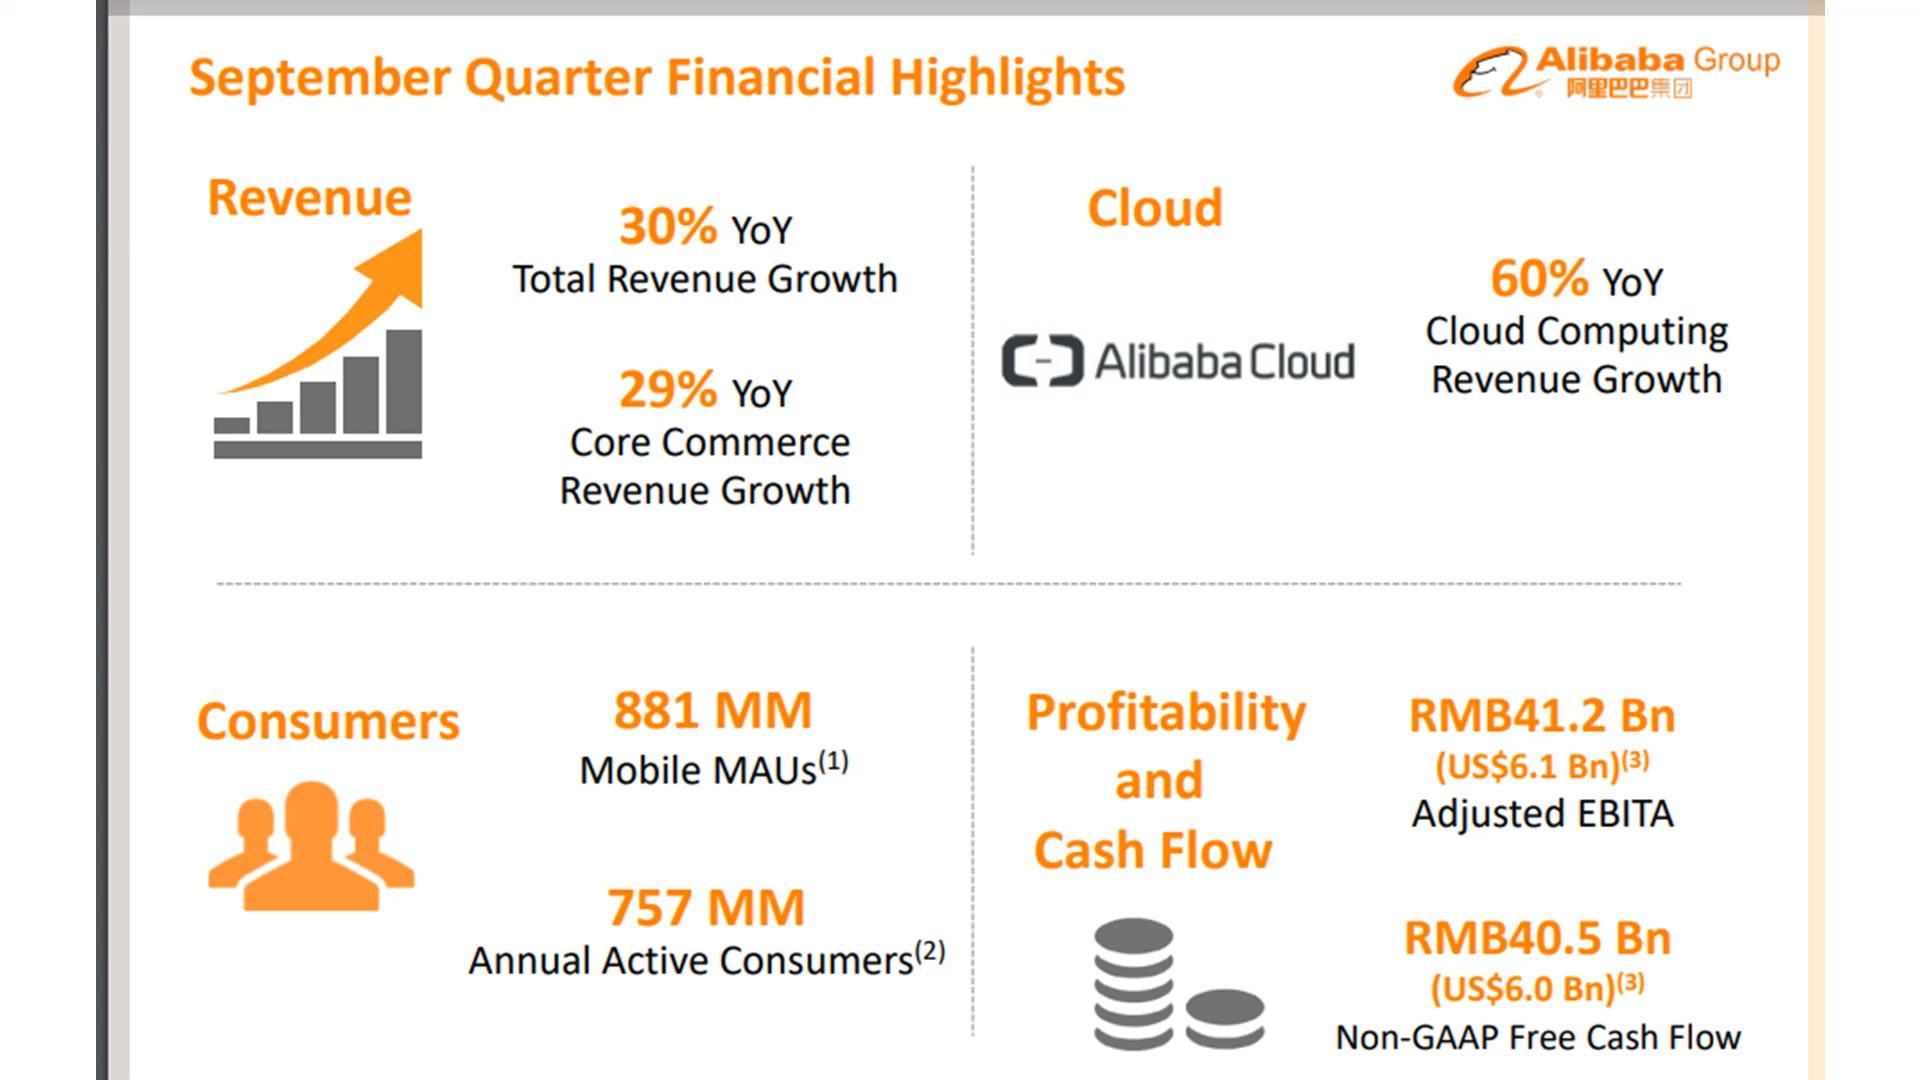 September Quarter Financial Highlights
Alibaba Group
阿里巴巴集团
Revenue
30% YoY
Total Revenue Growth
29% YoY
Core Commerce
Revenue Growth
Cloud
Alibaba Cloud
60% YoY
Cloud Computing
Revenue Growth
Consumers
881 MM
Mobile MAUs(1)
757 MM
Annual Active Consumers(2)
Profitability
and
Cash Flow
RMB41.2 Bn
(US$6.1 Bn)(3)
Adjusted EBITA
RMB40.5 Bn
(US$6.0 Bn)(3)
Non-GAAP Free Cash Flow